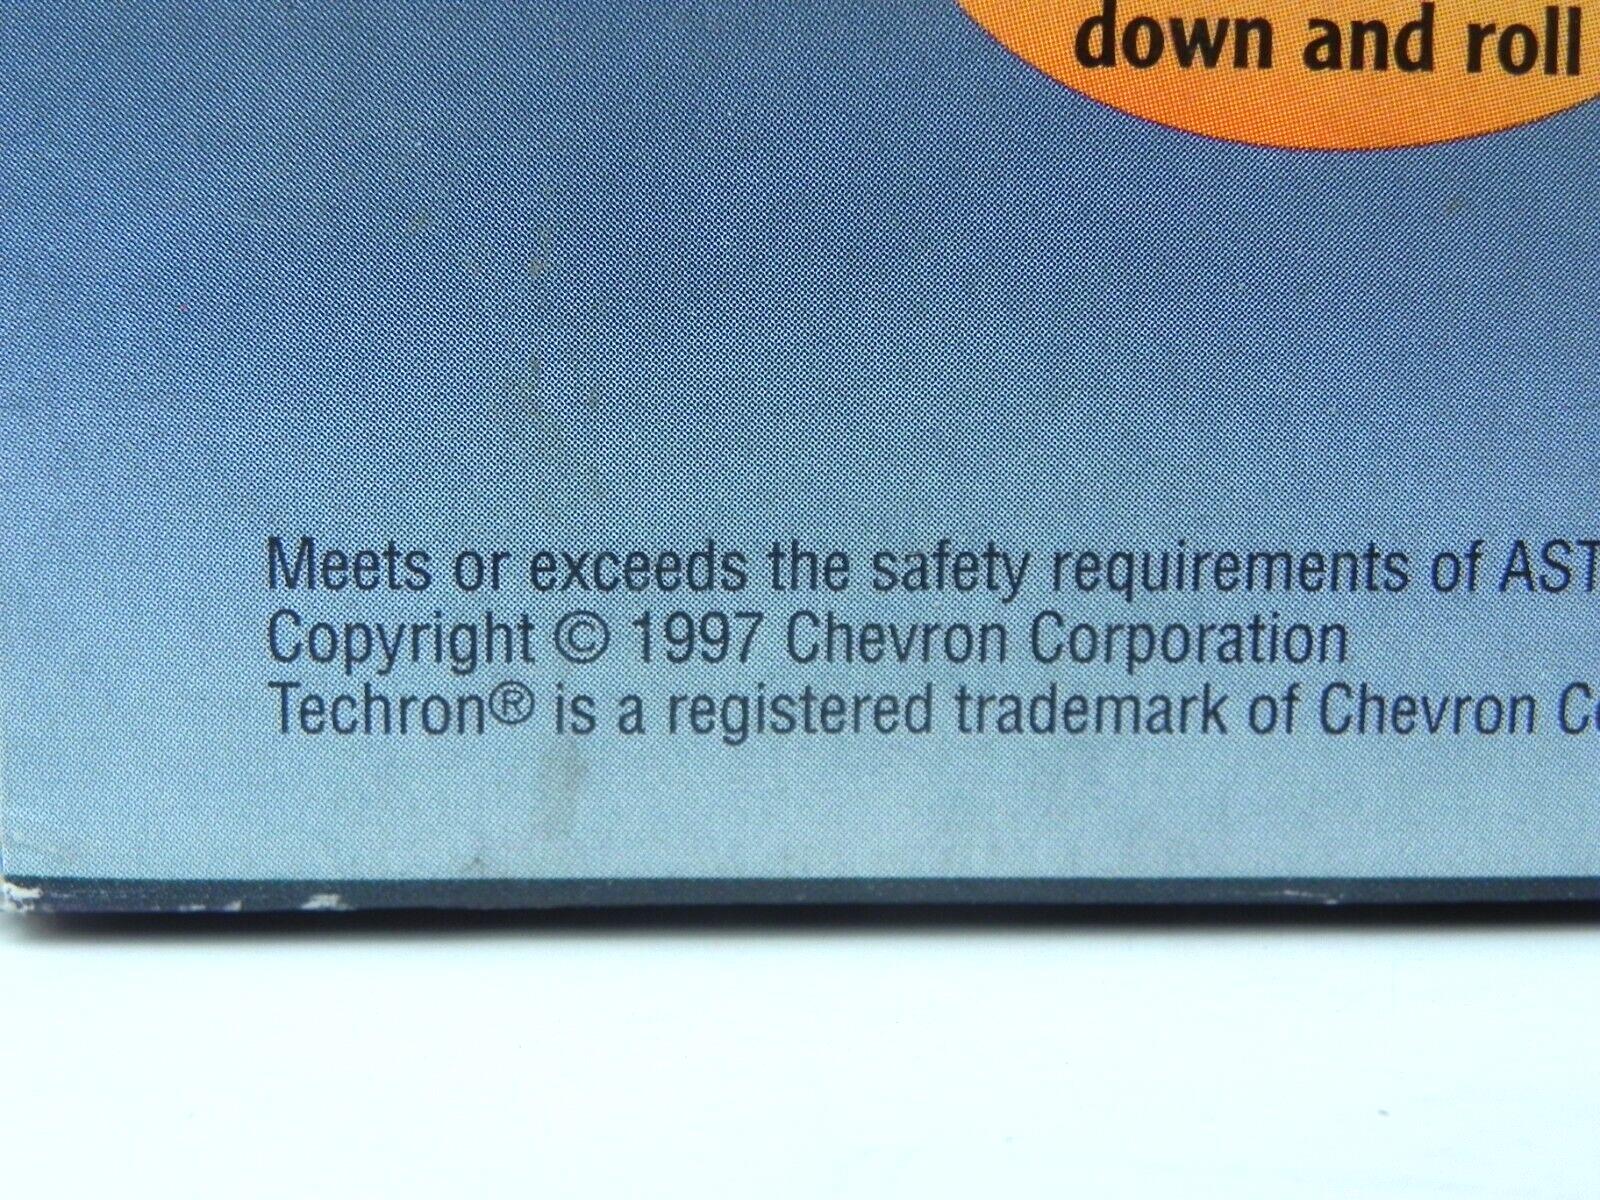 down and roll
Meets or exceeds the safety requirements of AST
Copyright © 1997 Chevron Corporation
Techron® is a registered trademark of Chevron